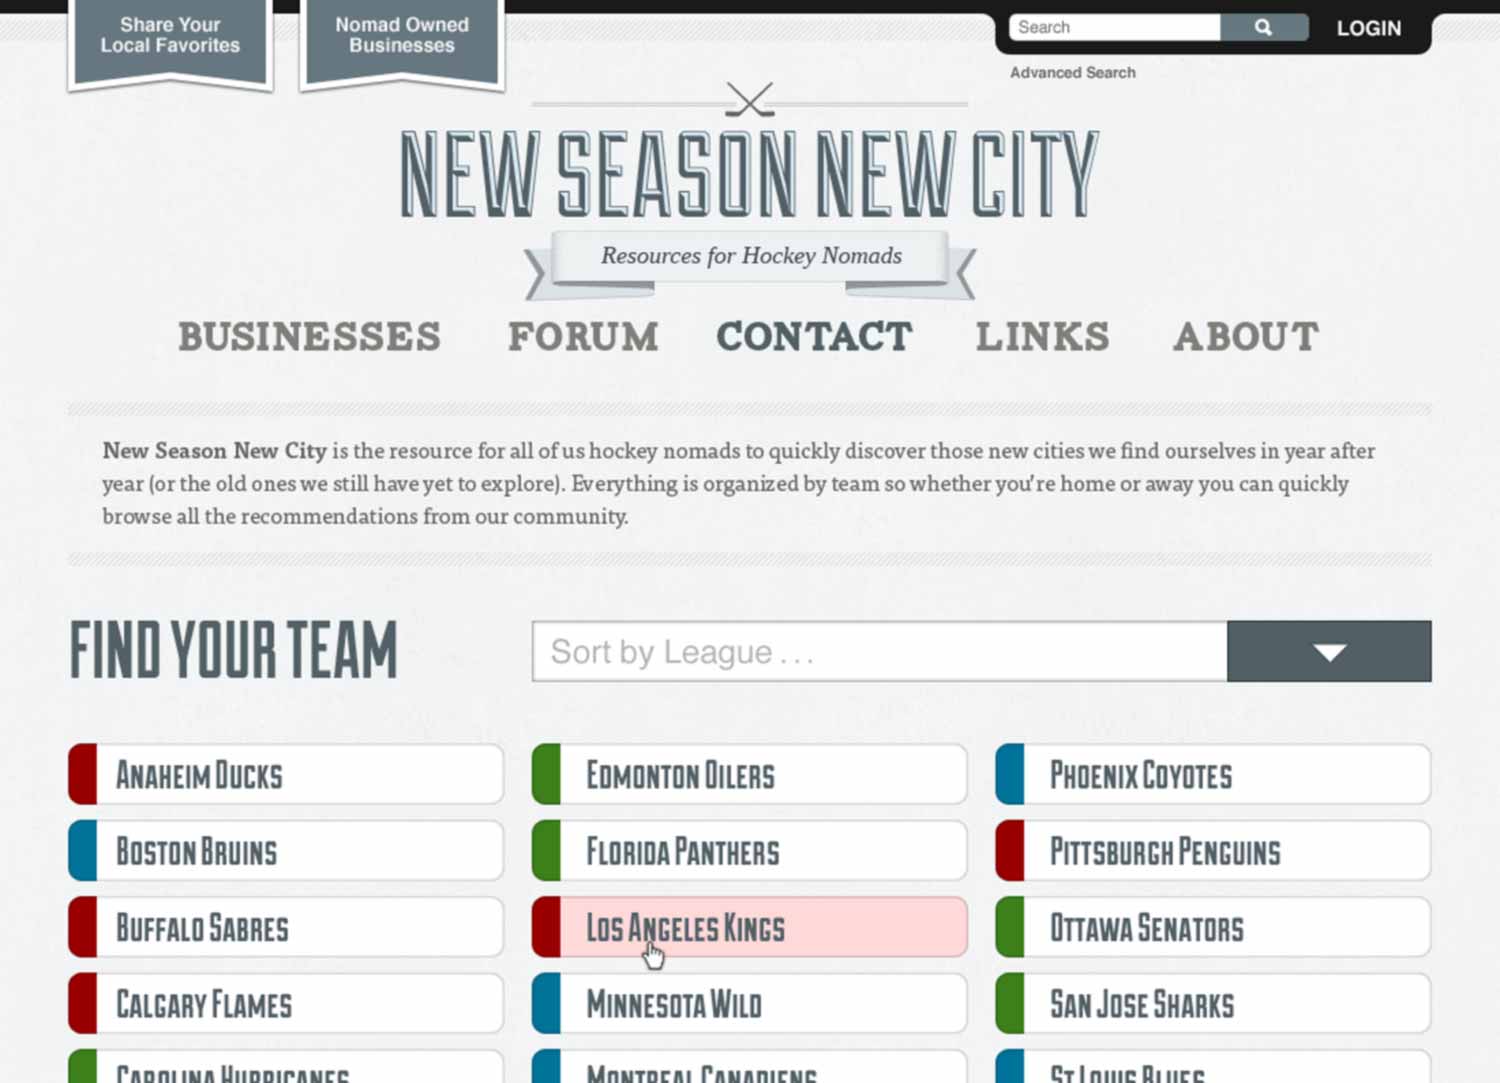 Share Your
Local Favorites
Nomad Owned
Businesses
Search
LOGIN
Advanced Search
NEW SEASON NEW CITY
Resources for Hockey Nomads
BUSINESSES FORUM CONTACT LINKS ABOUT
New Season New City is the resource for all of us hockey nomads to quickly discover those new cities we find ourselves in year after
year (or the old ones we still have yet to explore). Everything is organized by team so whether you're home or away you can quickly
browse all the recommendations from our community.
FIND YOUR TEAM
Sort by League . . .
ANAHEIM DUCKS
EDMONTON OILERS
PHOENIX COYOTES
BOSTON BRUINS
FLORIDA PANTHERS
PITTSBURGH PENGUINS
BUFFALO SABRES
LOS ANGELES KINGS
OTTAWA SENATORS
CALGARY FLAMES
MINNESOTA WILD
SAN JOSE SHARKS
CAROLINA HURRICANES
MONTREAL CANADIENS
ST LOUIS BLUES